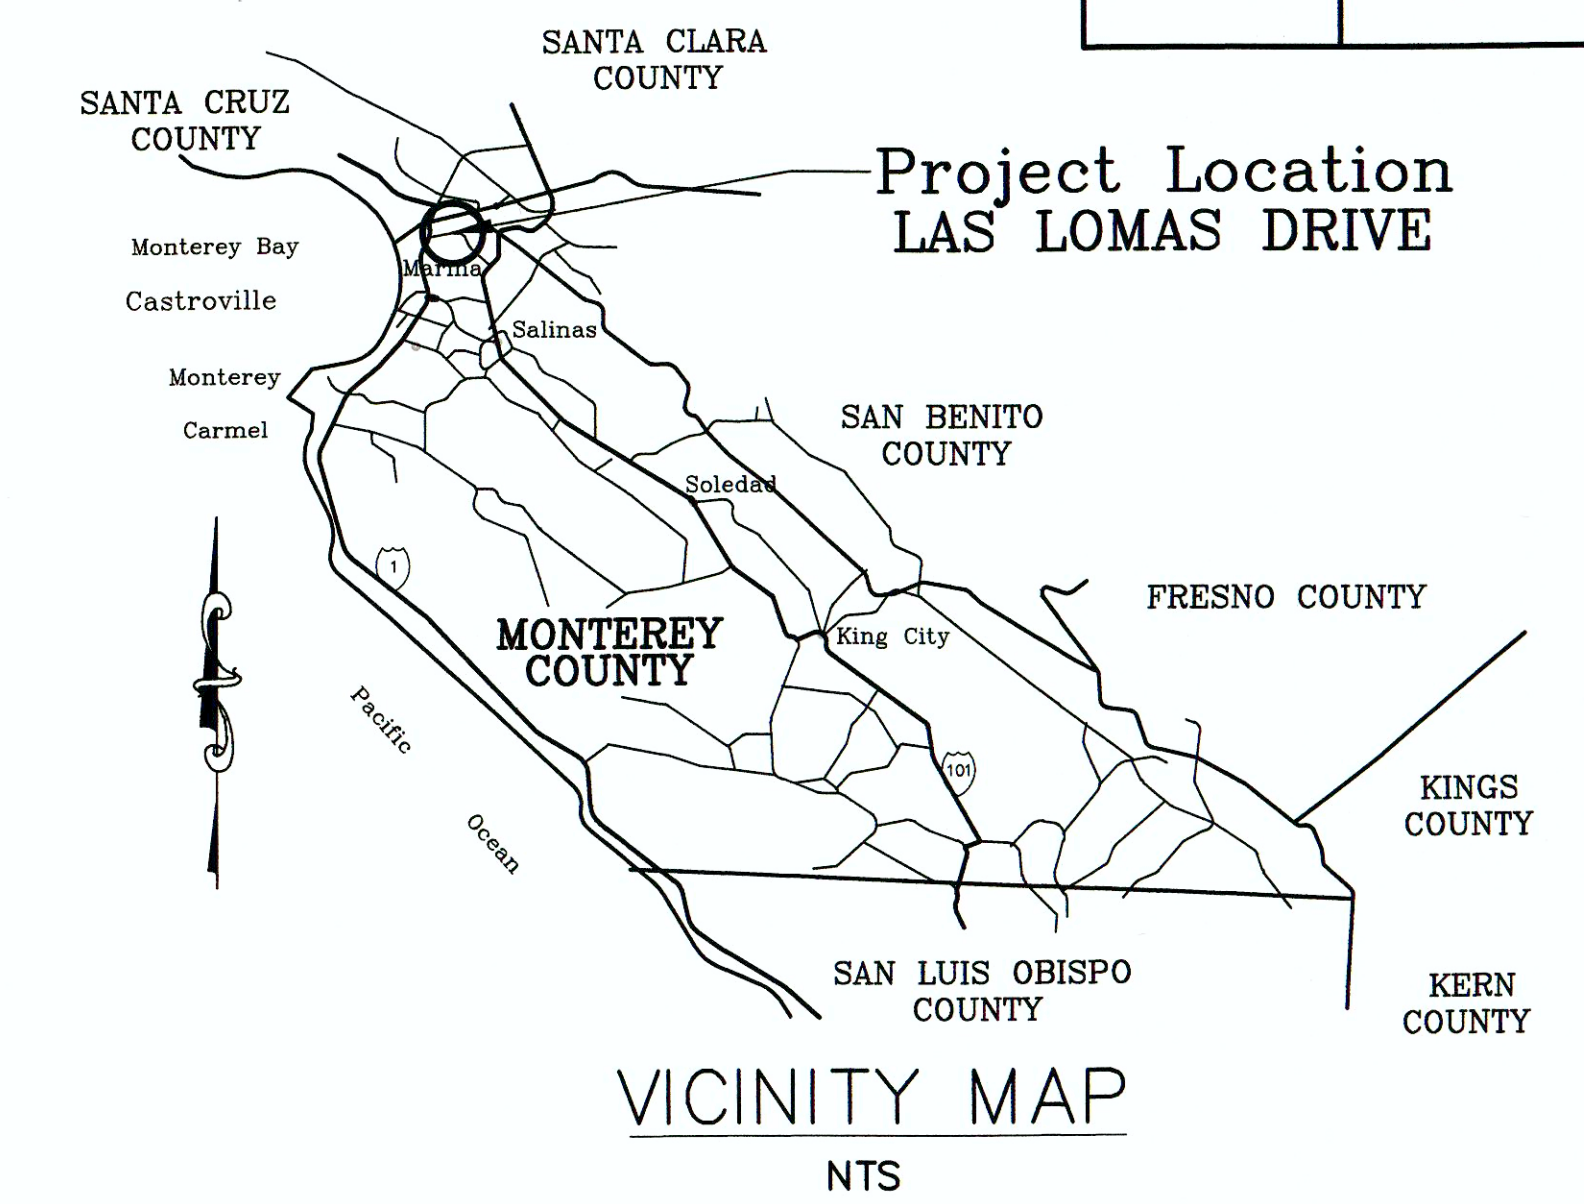 SANTA CLARA
COUNTY
SANTA CRUZ
COUNTY
Project Location
LAS LOMAS DRIVE
Monterey Bay
Marina
Castroville
Salinas
Monterey
Carmel
SAN BENITO
COUNTY
Soledad
1
FRESNO COUNTY
MONTEREY
COUNTY
King City
Pacific
Ocean
101
KINGS
COUNTY
SAN LUIS OBISPO
COUNTY
KERN
COUNTY
VICINITY MAP
NTS